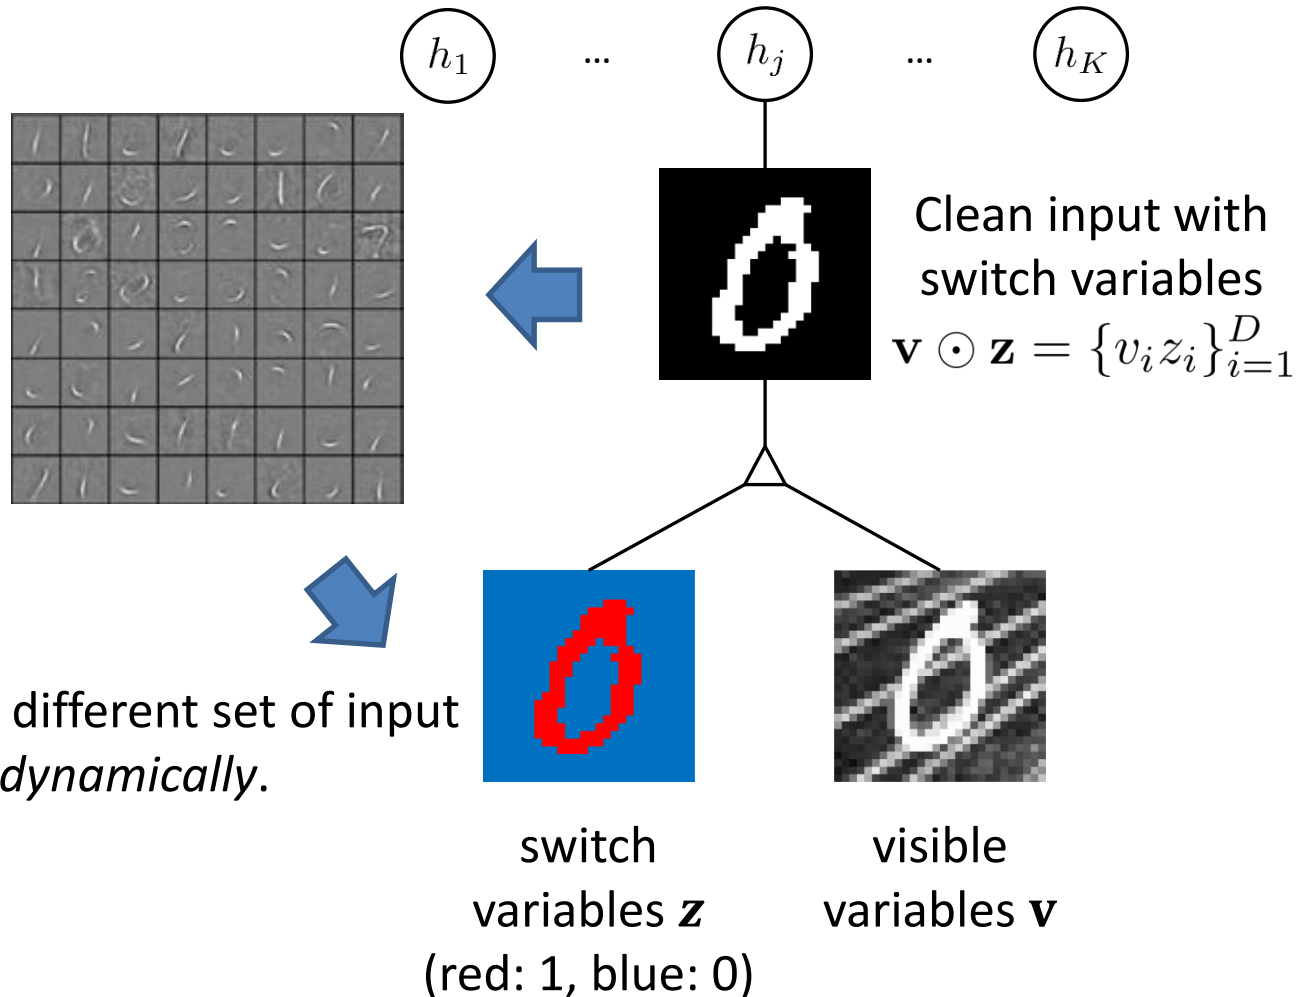 h₁ ... hⱼ ... h_K
Clean input with
switch variables
𝐯 ⊙ 𝐳 = {vᵢzᵢ}ᴰᵢ₌₁
different set of input
dynamically.
switch
variables z
(red: 1, blue: 0)
visible
variables v